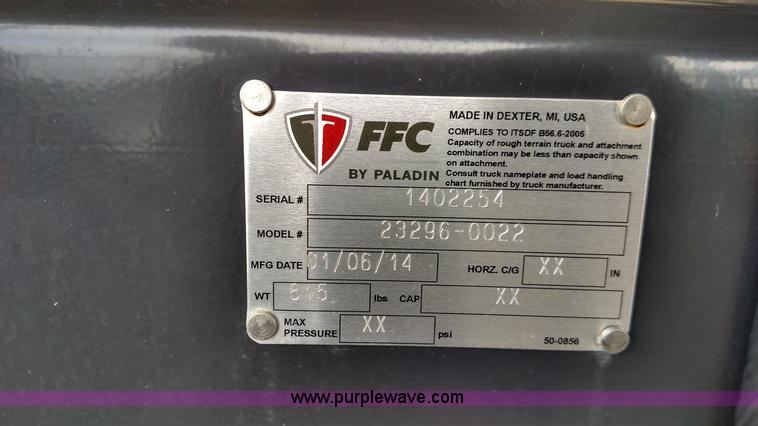 FFC
BY PALADIN
MADE IN DEXTER, MI, USA
COMPLIES TO ITSDF B56.6-2005
Capacity of rough terrain truck and attachment
combination may be less than capacity shown
on attachment.
Consult truck nameplate and load handling
chart furnished by truck manufacturer.
SERIAL # 1402254
MODEL # 23296-0022
MFG DATE 01/06/14 HORZ. C/G XX IN
WT 615 lbs CAP XX
MAX
PRESSURE XX psi
50-0856
www.purplewave.com